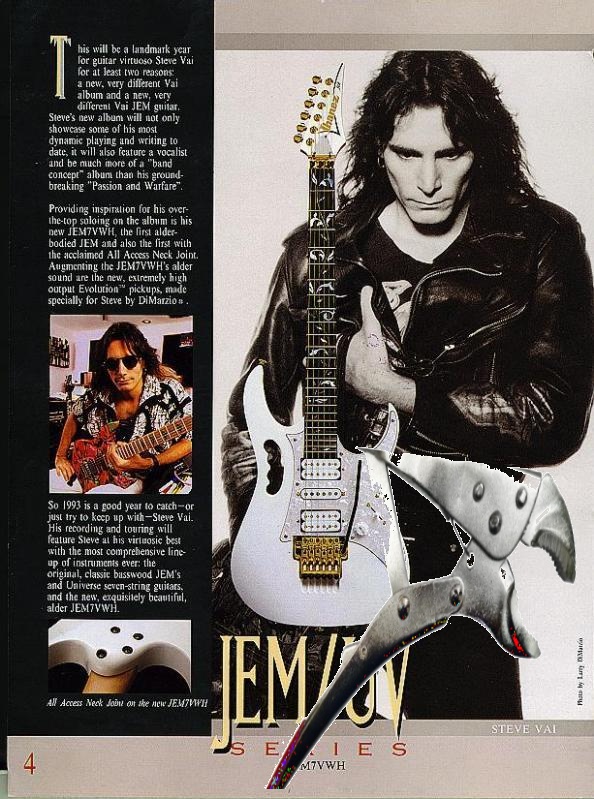 This will be a landmark year
for guitar virtuoso Steve Vai
for at least two reasons:
a new, very different Vai
album and a new, very
different Vai JEM guitar.
Steve's new album will not only
showcase some of his most
dynamic playing and writing to
date, it will also feature a vocalist
and be much more of a "band
concept" album than his ground-
breaking "Passion and Warfare".
Providing inspiration for his over-
the-top soloing on the album is his
new JEM7VWH, the first alder-
bodied JEM and also the first with
the acclaimed All Access Neck Joint.
Augmenting the JEM7VWH's alder
sound are the new, extremely high
output Evolution™ pickups, made
specially for Steve by DiMarzio®.
So 1993 is a good year to catch—or
just try to keep up with—Steve Vai.
His recording and touring will
feature Steve at his virtuosic best
with the most comprehensive line-
up of instruments ever: the
original, classic basswood JEM's
and Universe seven-string guitars,
and the new, exquisitely beautiful,
alder JEM7VWH.
All Access Neck Joint on the new JEM7VWH
4
Ibanez
JEM/UV
SERIES
M7VWH
STEVE VAI
Photo by Larry DiMarzio